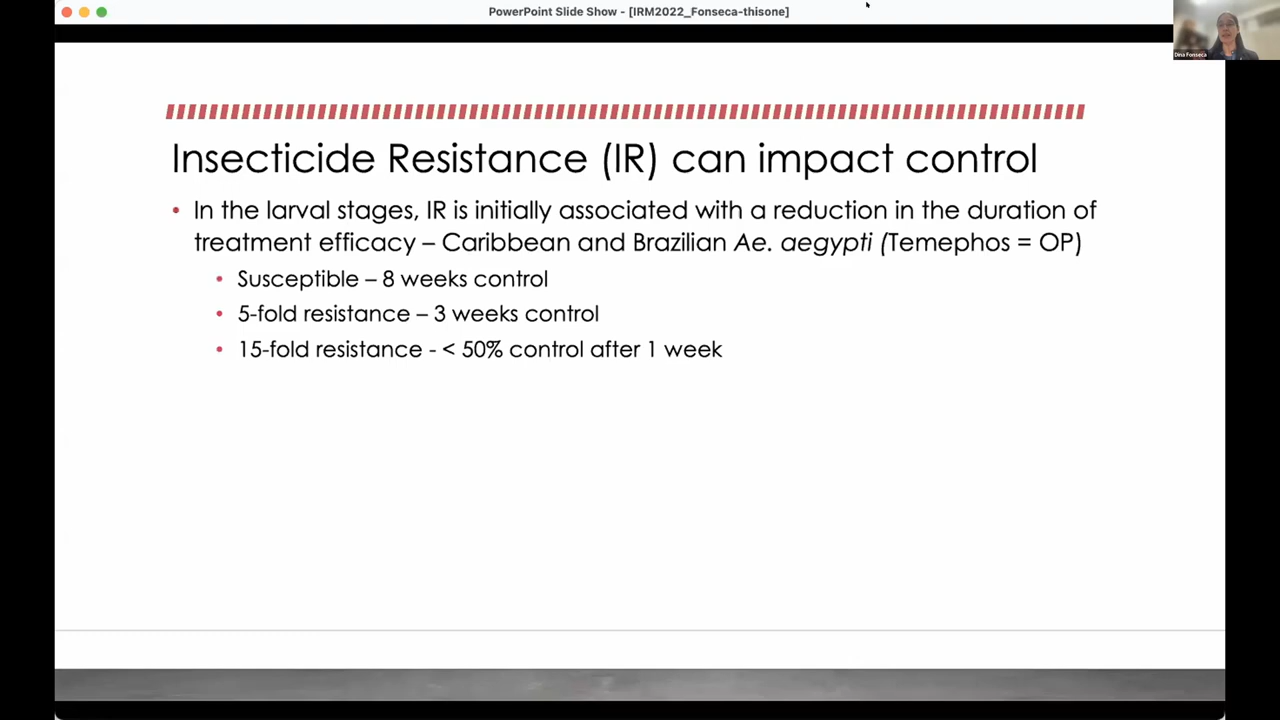 PowerPoint Slide Show - [IRM2022_Fonseca-thisone]
Dina Fonseca
Insecticide Resistance (IR) can impact control
• In the larval stages, IR is initially associated with a reduction in the duration of
treatment efficacy – Caribbean and Brazilian Ae. aegypti (Temephos = OP)
• Susceptible – 8 weeks control
• 5-fold resistance – 3 weeks control
• 15-fold resistance - < 50% control after 1 week